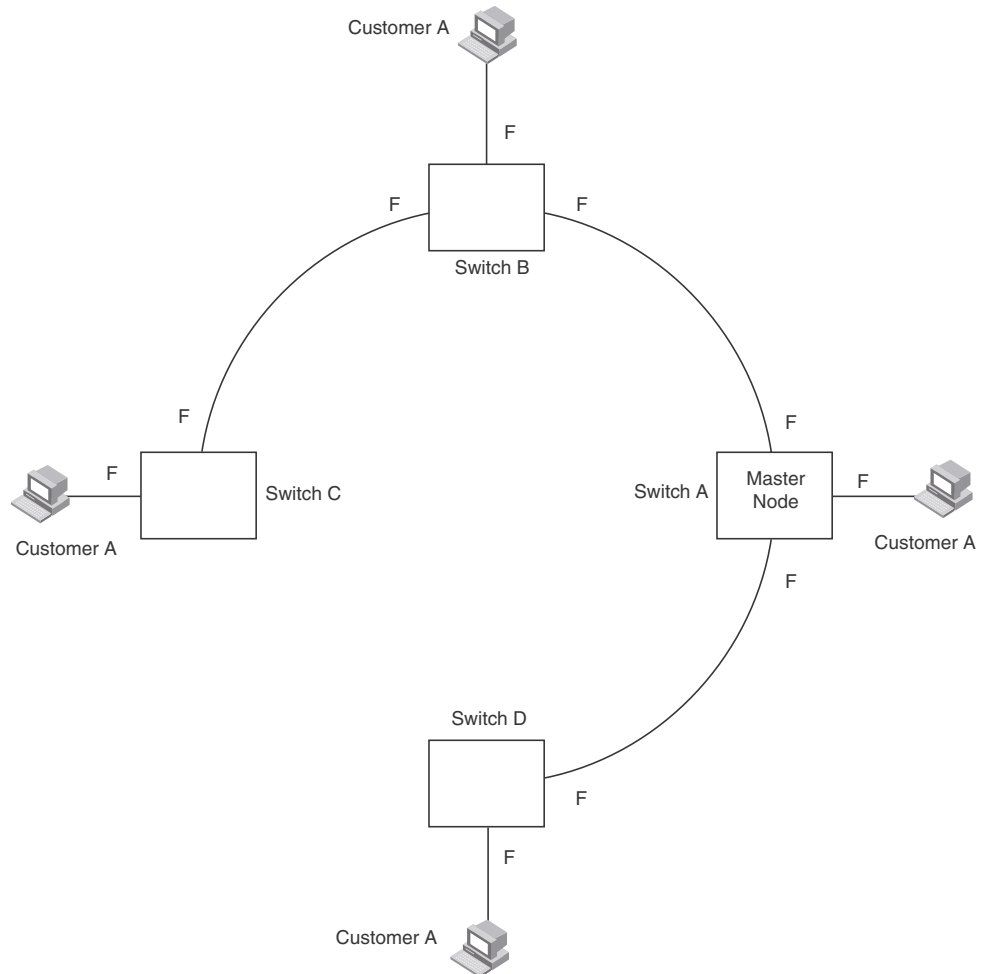 Customer A
F
F
F
Switch B
F
F
F
Switch C
Switch A
Master
Node
F
Customer A
Customer A
F
Switch D
F
F
Customer A